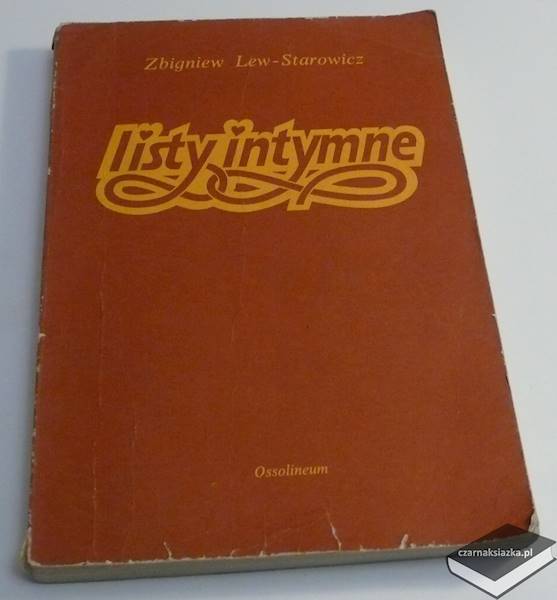 Zbigniew Lew-Starowicz
listy intymne
Ossolineum
czarnaksiazka.pl